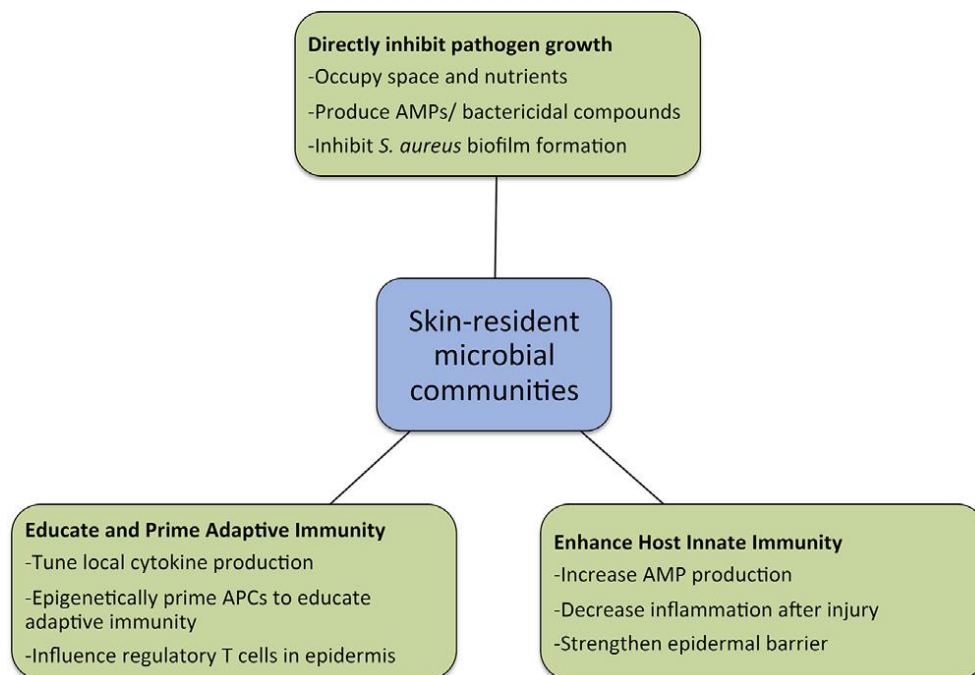 Directly inhibit pathogen growth
-Occupy space and nutrients
-Produce AMPs/ bactericidal compounds
-Inhibit S. aureus biofilm formation
Skin-resident
microbial
communities
Educate and Prime Adaptive Immunity
-Tune local cytokine production
-Epigenetically prime APCs to educate
adaptive immunity
-Influence regulatory T cells in epidermis
Enhance Host Innate Immunity
-Increase AMP production
-Decrease inflammation after injury
-Strengthen epidermal barrier